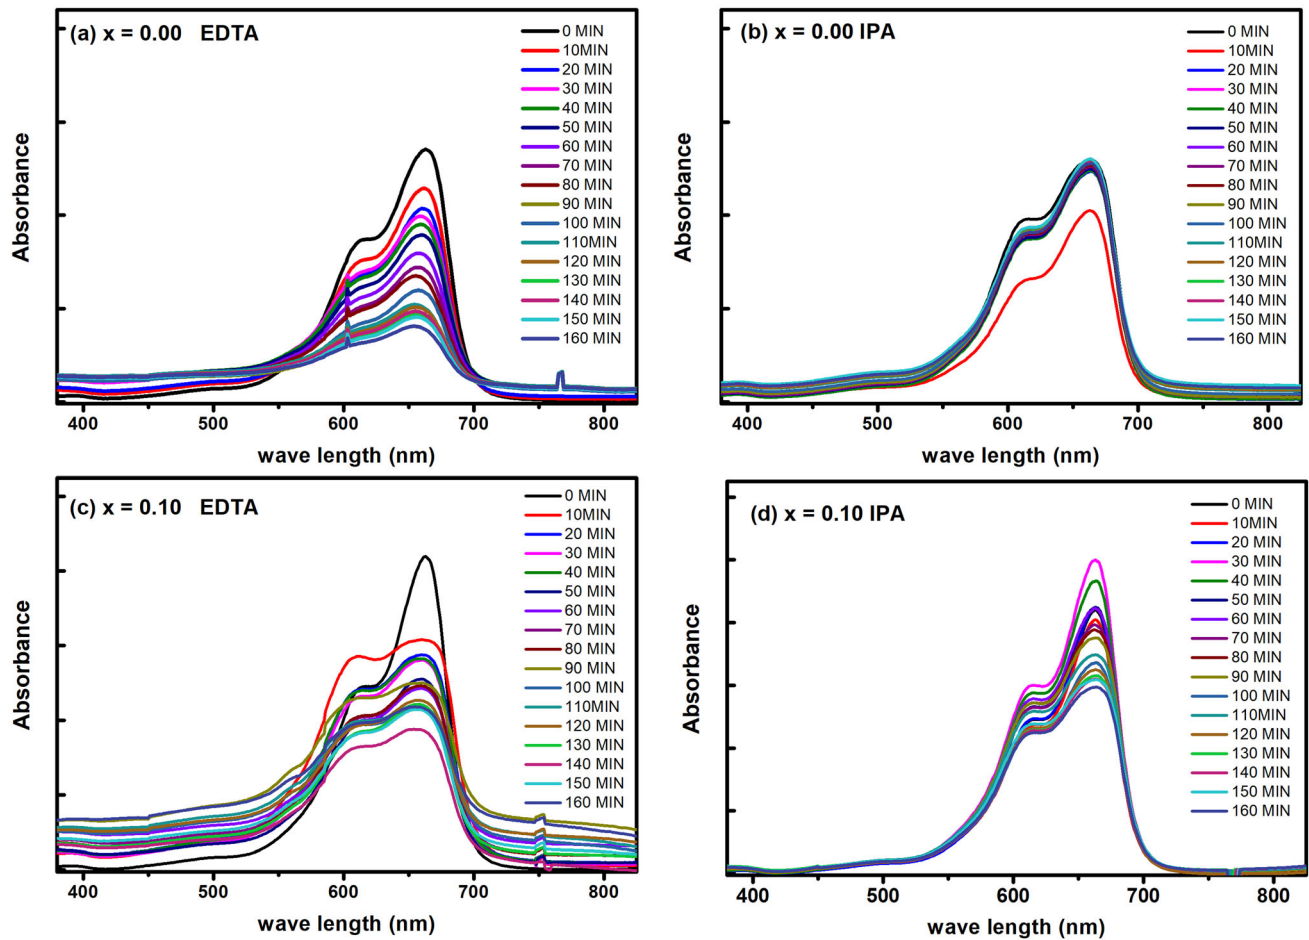 (a) x = 0.00 EDTA
0 MIN
10MIN
20 MIN
30 MIN
40 MIN
50 MIN
60 MIN
70 MIN
80 MIN
90 MIN
100 MIN
110MIN
120 MIN
130 MIN
140 MIN
150 MIN
160 MIN
Absorbance
400 500 600 700 800
wave length (nm)
(b) x = 0.00 IPA
0 MIN
10MIN
20 MIN
30 MIN
40 MIN
50 MIN
60 MIN
70 MIN
80 MIN
90 MIN
100 MIN
110MIN
120 MIN
130 MIN
140 MIN
150 MIN
160 MIN
Absorbance
400 500 600 700 800
wave length (nm)
(c) x = 0.10 EDTA
0 MIN
10MIN
20 MIN
30 MIN
40 MIN
50 MIN
60 MIN
70 MIN
80 MIN
90 MIN
100 MIN
110MIN
120 MIN
130 MIN
140 MIN
150 MIN
160 MIN
Absorbance
400 500 600 700 800
wave length (nm)
(d) x = 0.10 IPA
0 MIN
10MIN
20 MIN
30 MIN
40 MIN
50 MIN
60 MIN
70 MIN
80 MIN
90 MIN
100 MIN
110MIN
120 MIN
130 MIN
140 MIN
150 MIN
160 MIN
Absorbance
400 500 600 700 800
wave length (nm)